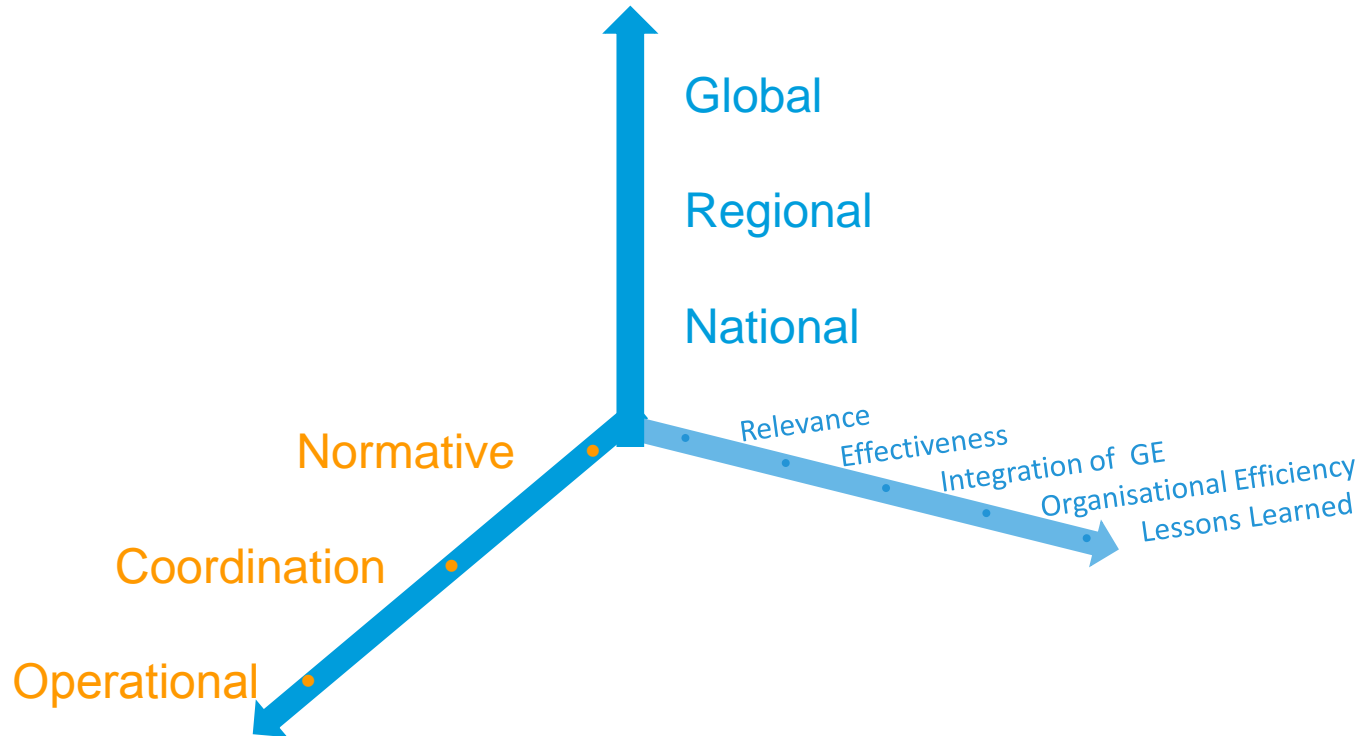 Global
Regional
National
Normative
Coordination
Operational
Relevance
Effectiveness
Integration of  GE
Organisational Efficiency
Lessons Learned